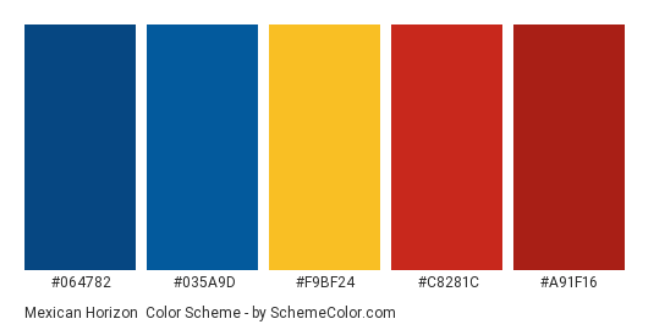 #064782 #035A9D #F9BF24 #C8281C #A91F16
Mexican Horizon Color Scheme - by SchemeColor.com